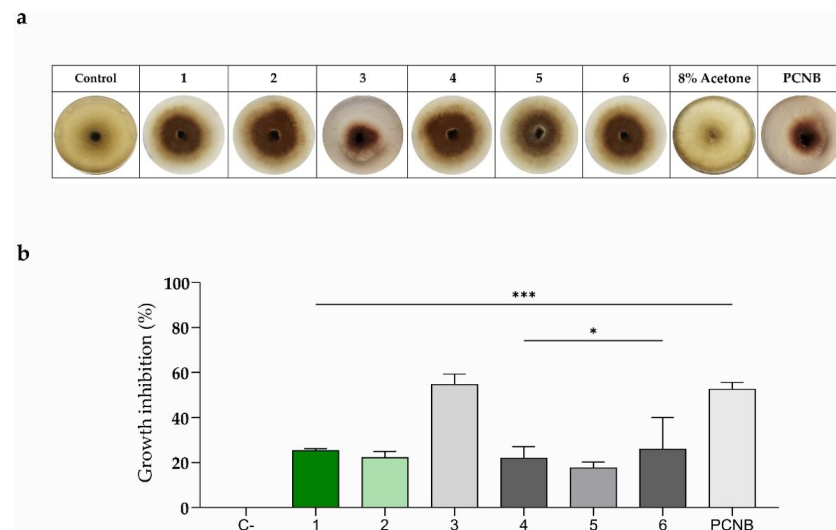 a
Control 1 2 3 4 5 6 8% Acetone PCNB
b
Growth inhibition (%)
100
80
60
40
20
0
***
*
C- 1 2 3 4 5 6 PCNB